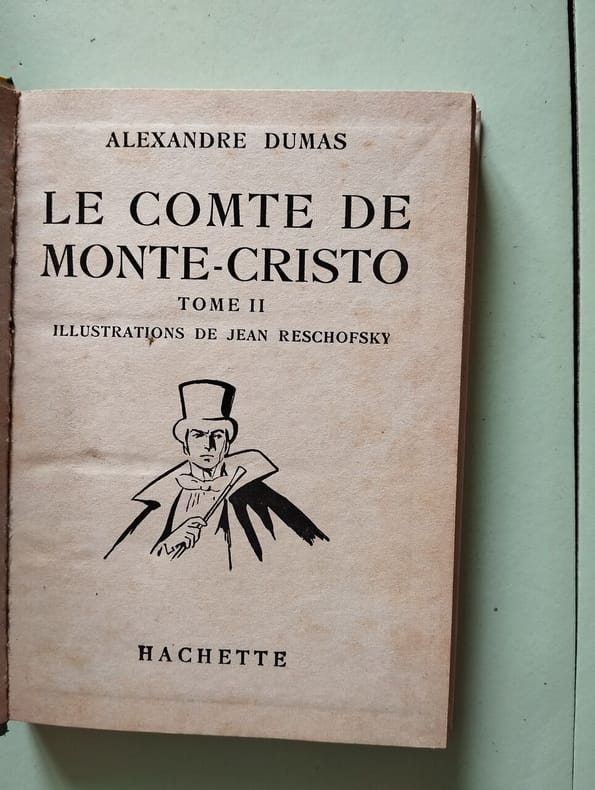 ALEXANDRE DUMAS
LE COMTE DE
MONTE-CRISTO
TOME II
ILLUSTRATIONS DE JEAN RESCHOFSKY
HACHETTE